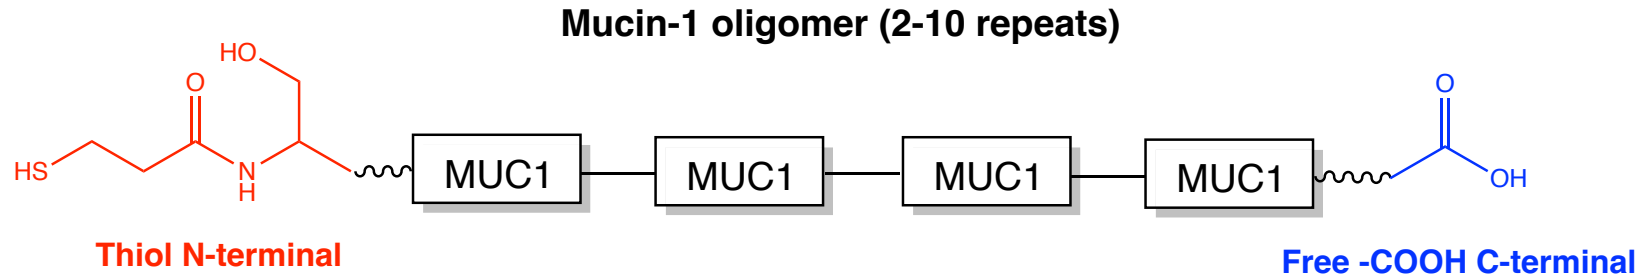 Mucin-1 oligomer (2-10 repeats)
HO
O
O
HS
N
H
MUC1
MUC1
MUC1
MUC1
OH
Thiol N-terminal
Free -COOH C-terminal